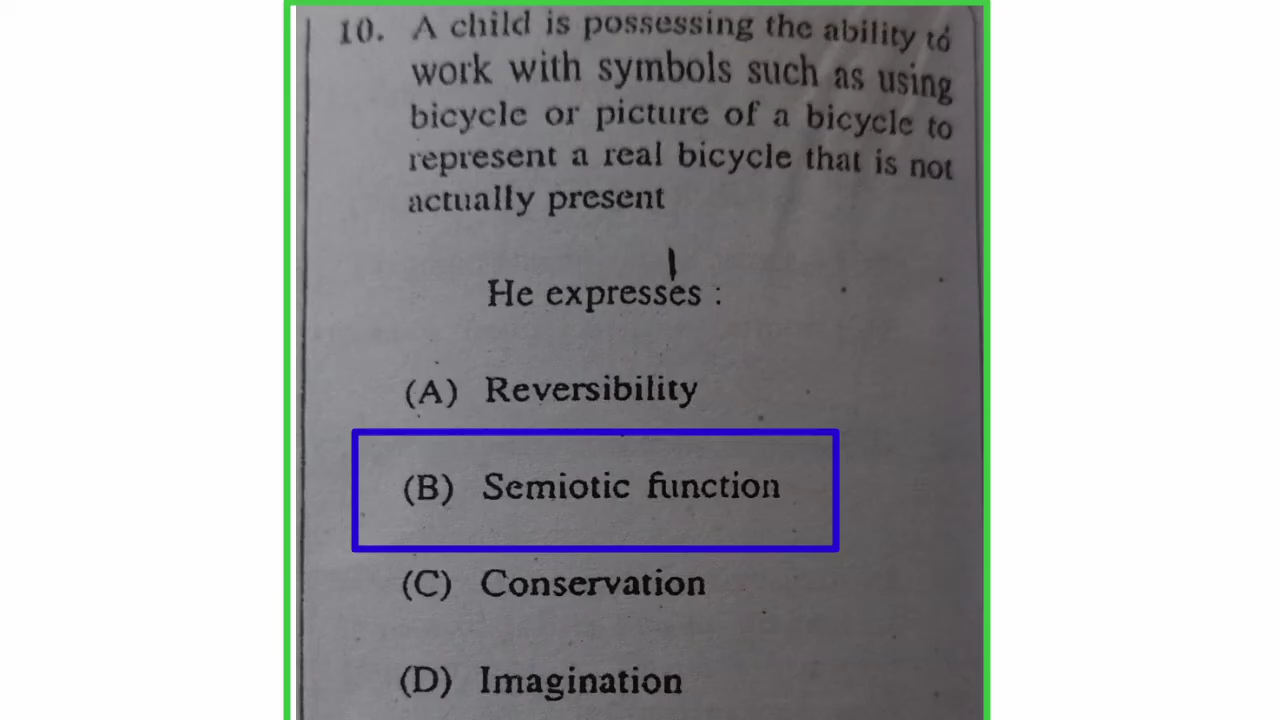 10. A child is possessing the ability to
work with symbols such as using
bicycle or picture of a bicycle to
represent a real bicycle that is not
actually present
He expresses :
(A) Reversibility
(B) Semiotic function
(C) Conservation
(D) Imagination